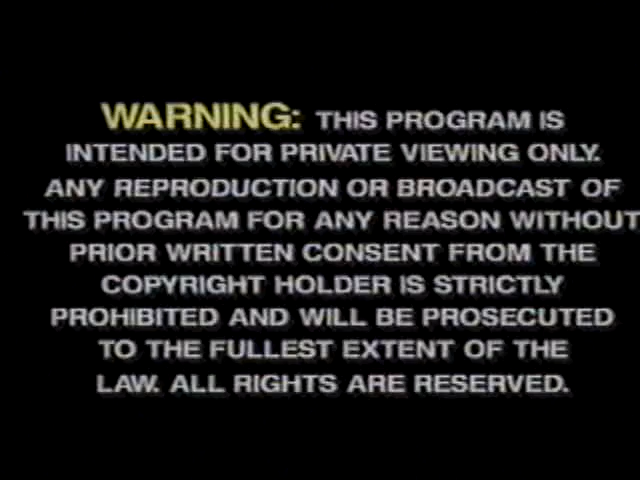 WARNING: THIS PROGRAM IS
INTENDED FOR PRIVATE VIEWING ONLY.
ANY REPRODUCTION OR BROADCAST OF
THIS PROGRAM FOR ANY REASON WITHOUT
PRIOR WRITTEN CONSENT FROM THE
COPYRIGHT HOLDER IS STRICTLY
PROHIBITED AND WILL BE PROSECUTED
TO THE FULLEST EXTENT OF THE
LAW. ALL RIGHTS ARE RESERVED.